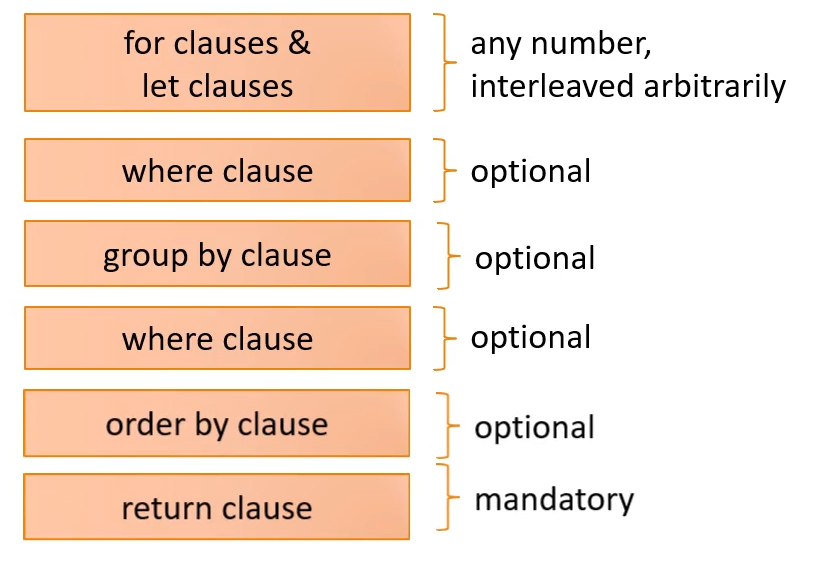 for clauses &
let clauses
any number,
interleaved arbitrarily
where clause
optional
group by clause
optional
where clause
optional
order by clause
optional
return clause
mandatory